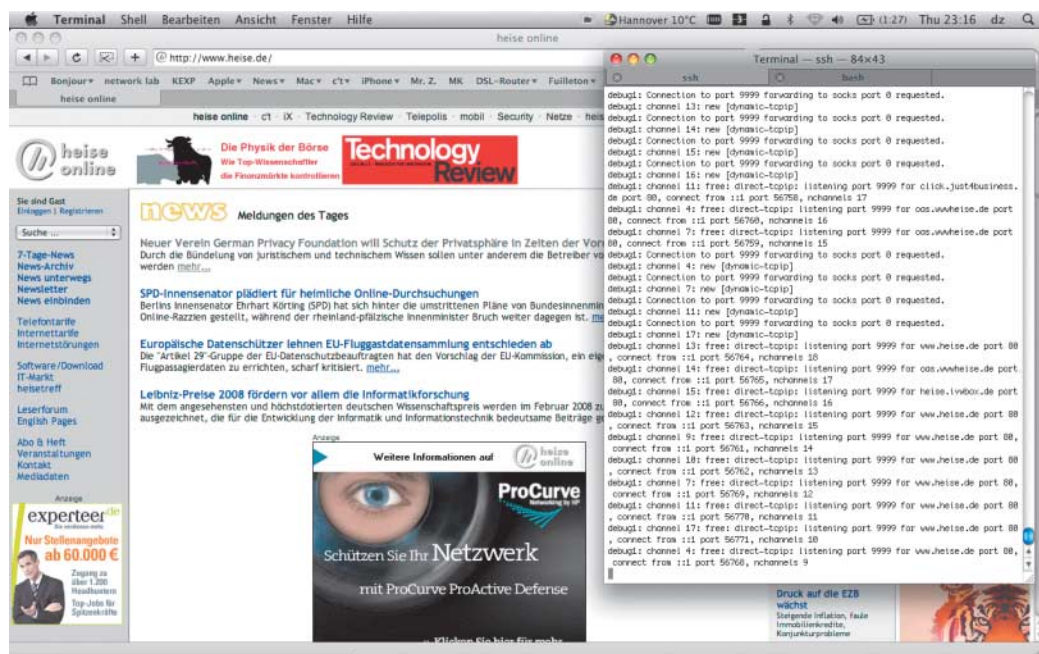 Terminal Shell Bearbeiten Ansicht Fenster Hilfe
Hannover 10°C (1:27) Thu 23:16 dz
heise online
http://www.heise.de/
Bonjour network lab KEXP Apple News Mac c't iPhone Mr. Z. MK DSL-Router Fuilleton
heise online
heise online · c't · iX · Technology Review · Telepolis · mobil · Security · Netze · heis
heise online
Die Physik der Börse
Wie Top-Wissenschaftler
die Finanzmärkte kontrollieren
Technology Review
Sie sind Gast
Einloggen | Registrieren
Suche ...
7-Tage-News
News-Archiv
News unterwegs
Newsletter
News einbinden
Telefontarife
Internettarife
Internetstörungen
Software/Download
IT-Markt
heisetreff
Leserforum
English Pages
Abo & Heft
Veranstaltungen
Kontakt
Mediadaten
Anzeige
experteer.de
Nur Stellenangebote
ab 60.000 €
Zugang zu
über 1.200
Headhuntern
Top-Jobs für
Spitzenkräfte
news Meldungen des Tages
Neuer Verein German Privacy Foundation will Schutz der Privatsphäre in Zeiten der Vor
Durch die Bündelung von juristischem und technischem Wissen sollen unter anderem die Betreiber vo
werden mehr...
SPD-Innensenator plädiert für heimliche Online-Durchsuchungen
Berlins Innensenator Ehrhart Körting (SPD) hat sich hinter die umstrittenen Pläne von Bundesinnenmin
Online-Razzien gestellt, während der rheinland-pfälzische Innenminister Bruch weiter dagegen ist.
Europäische Datenschützer lehnen EU-Fluggastdatensammlung entschieden ab
Die "Artikel 29"-Gruppe der EU-Datenschutzbeauftragten hat den Vorschlag der EU-Kommission, ein eige
Flugpassagierdaten zu errichten, scharf kritisiert. mehr...
Leibniz-Preise 2008 fördern vor allem die Informatikforschung
Mit dem angesehensten und höchstdotierten deutschen Wissenschaftspreis werden im Februar 2008 zu
ausgezeichnet, die für die Entwicklung der Informatik und Informationstechnik bedeutsame Beiträge ge
Anzeige
Weitere Informationen auf heise online
ProCurve
Networking by HP
Schützen Sie Ihr Netzwerk
mit ProCurve ProActive Defense
Klicken Sie hier für mehr
Druck auf die EZB
wächst
Steigende Inflation, faule
Immobilienkredite,
Konjunkturprobleme
Terminal — ssh — 84×43
ssh bash
debug1: Connection to port 9999 forwarding to socks port 0 requested.
debug1: channel 13: new [dynamic-tcpip]
debug1: Connection to port 9999 forwarding to socks port 0 requested.
debug1: channel 14: new [dynamic-tcpip]
debug1: Connection to port 9999 forwarding to socks port 0 requested.
debug1: channel 15: new [dynamic-tcpip]
debug1: Connection to port 9999 forwarding to socks port 0 requested.
debug1: channel 16: new [dynamic-tcpip]
debug1: channel 11: free: direct-tcpip: listening port 9999 for click.just4business.
de port 80, connect from ::1 port 56758, nchannels 17
debug1: channel 4: free: direct-tcpip: listening port 9999 for oas.wwwheise.de port
80, connect from ::1 port 56760, nchannels 16
debug1: channel 7: free: direct-tcpip: listening port 9999 for oas.wwwheise.de port
80, connect from ::1 port 56759, nchannels 15
debug1: Connection to port 9999 forwarding to socks port 0 requested.
debug1: channel 4: new [dynamic-tcpip]
debug1: Connection to port 9999 forwarding to socks port 0 requested.
debug1: channel 7: new [dynamic-tcpip]
debug1: Connection to port 9999 forwarding to socks port 0 requested.
debug1: channel 11: new [dynamic-tcpip]
debug1: Connection to port 9999 forwarding to socks port 0 requested.
debug1: channel 17: new [dynamic-tcpip]
debug1: channel 13: free: direct-tcpip: listening port 9999 for www.heise.de port 80
, connect from ::1 port 56764, nchannels 18
debug1: channel 14: free: direct-tcpip: listening port 9999 for oas.wwwheise.de port
80, connect from ::1 port 56765, nchannels 17
debug1: channel 15: free: direct-tcpip: listening port 9999 for heise.ivwbox.de port
80, connect from ::1 port 56766, nchannels 16
debug1: channel 12: free: direct-tcpip: listening port 9999 for www.heise.de port 80
, connect from ::1 port 56763, nchannels 15
debug1: channel 9: free: direct-tcpip: listening port 9999 for www.heise.de port 80,
connect from ::1 port 56761, nchannels 14
debug1: channel 10: free: direct-tcpip: listening port 9999 for www.heise.de port 80
, connect from ::1 port 56762, nchannels 13
debug1: channel 7: free: direct-tcpip: listening port 9999 for www.heise.de port 80,
connect from ::1 port 56769, nchannels 12
debug1: channel 11: free: direct-tcpip: listening port 9999 for www.heise.de port 80
, connect from ::1 port 56770, nchannels 11
debug1: channel 17: free: direct-tcpip: listening port 9999 for www.heise.de port 80
, connect from ::1 port 56771, nchannels 10
debug1: channel 4: free: direct-tcpip: listening port 9999 for www.heise.de port 80,
connect from ::1 port 56768, nchannels 9